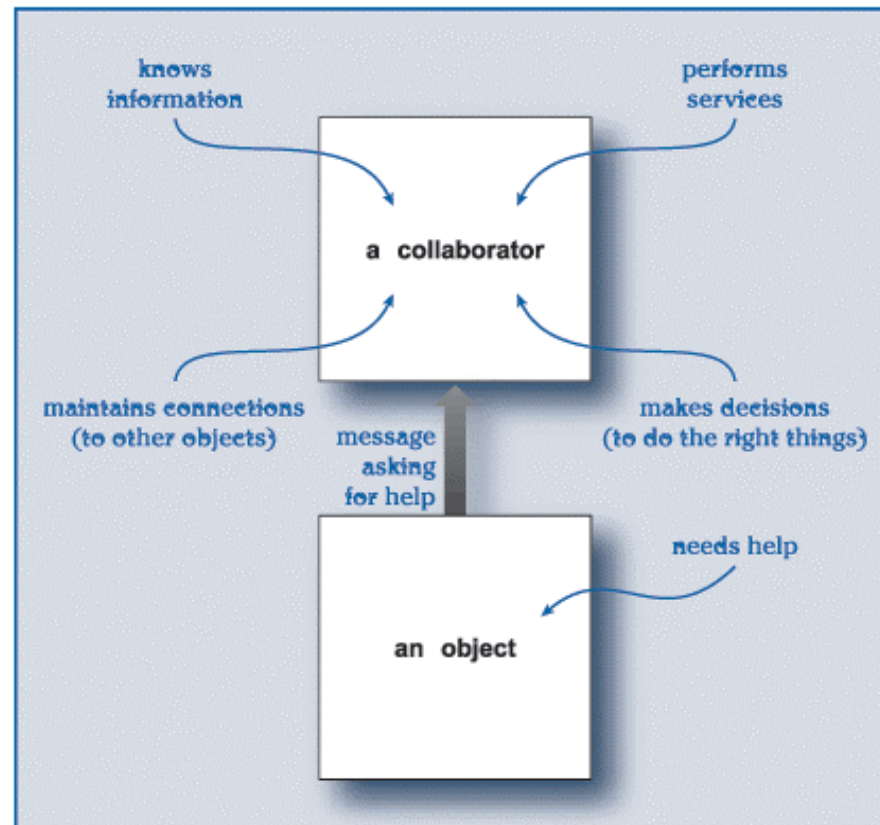 knows
information
performs
services
a collaborator
maintains connections
(to other objects)
makes decisions
(to do the right things)
message
asking
for help
needs help
an object